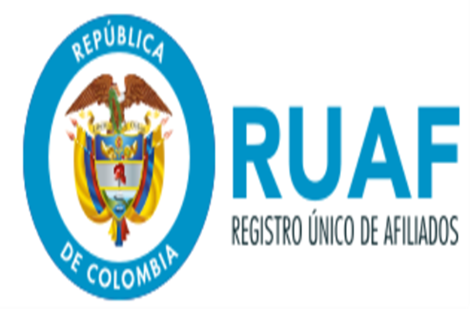 REPÚBLICA
DE COLOMBIA
RUAF
REGISTRO ÚNICO DE AFILIADOS